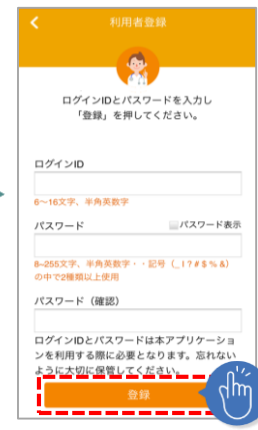 利用者登録
ログインIDとパスワードを入力し
「登録」を押してください。
ログインID
6~16文字、半角英数字
パスワード
パスワード表示
8-255文字、半角英数字・・記号(_!?#$%&)
の中で2種類以上使用
パスワード(確認)
ログインIDとパスワードは本アプリケーショ
ンを利用する際に必要となります。忘れない
ように大切に保管してください。
登録